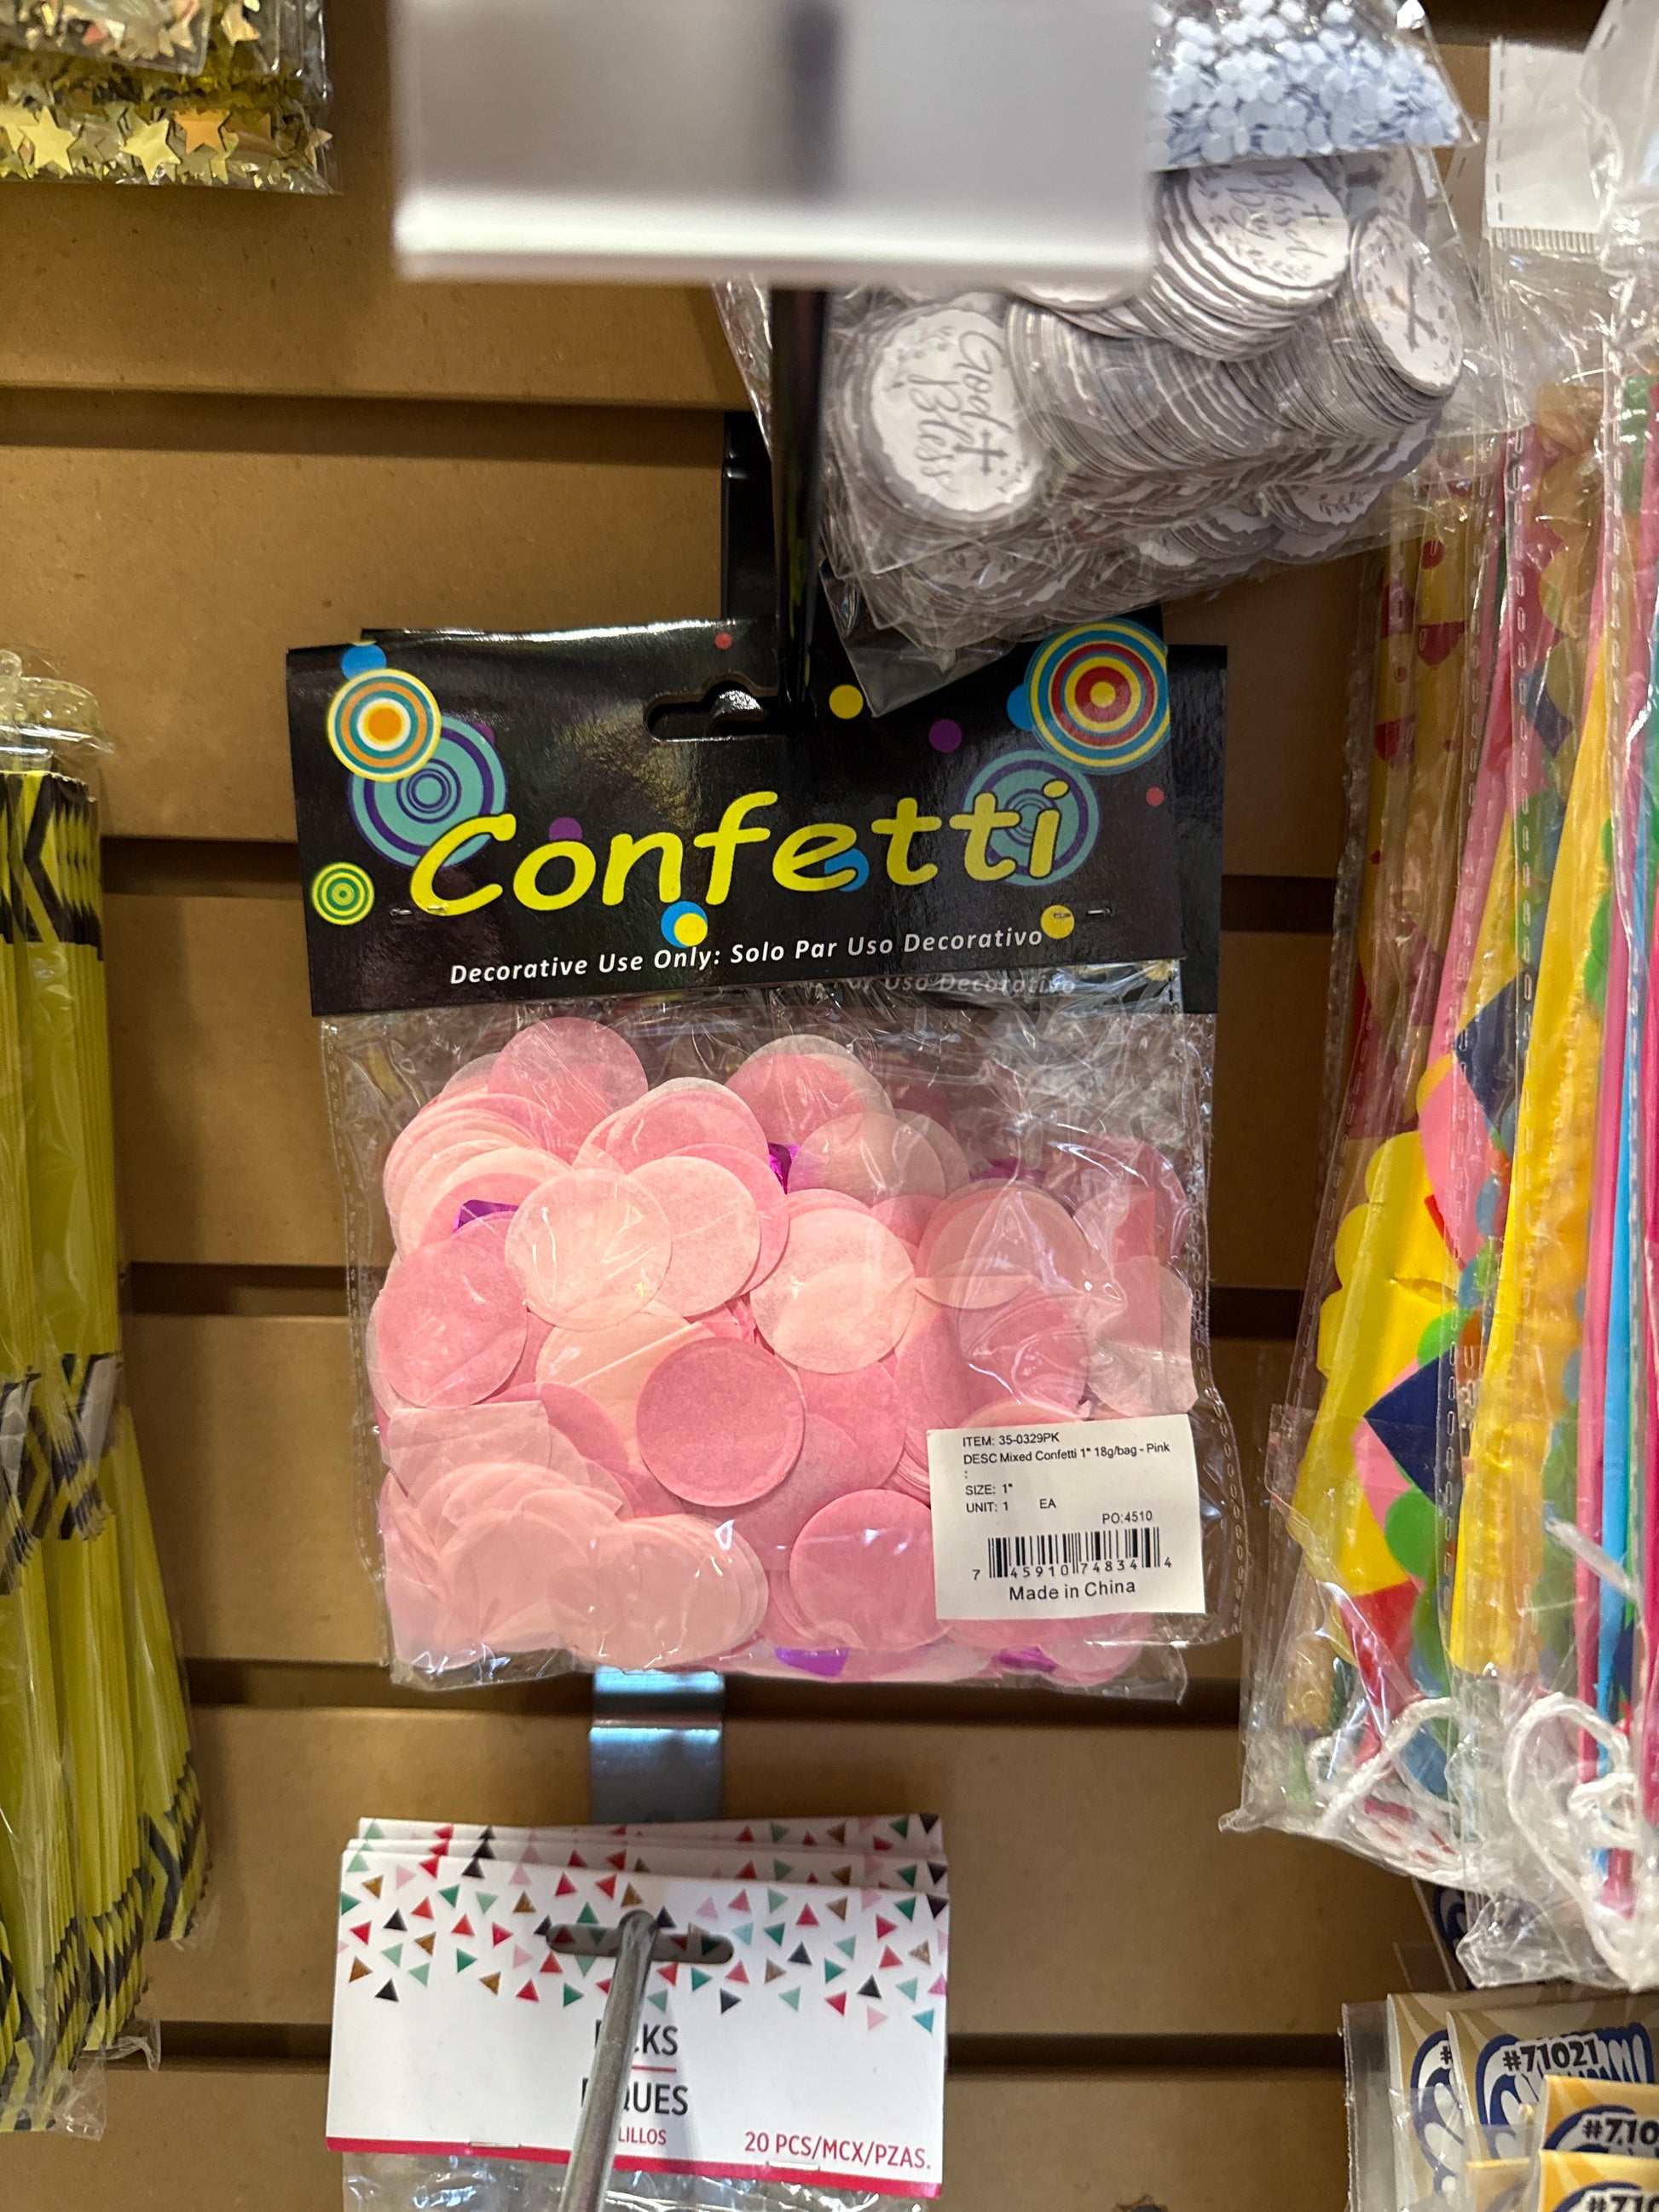 God
Bless
Confetti
Decorative Use Only: Solo Par Uso Decorativo
Uso Decorativo
ITEM: 35-0329PK
DESC Mixed Confetti 1" 18g/bag - Pink
:
SIZE: 1"
UNIT: 1 EA
PO:4510
7 45910 74834 4
Made in China
20 PCS/MCX/PZAS.
#71021